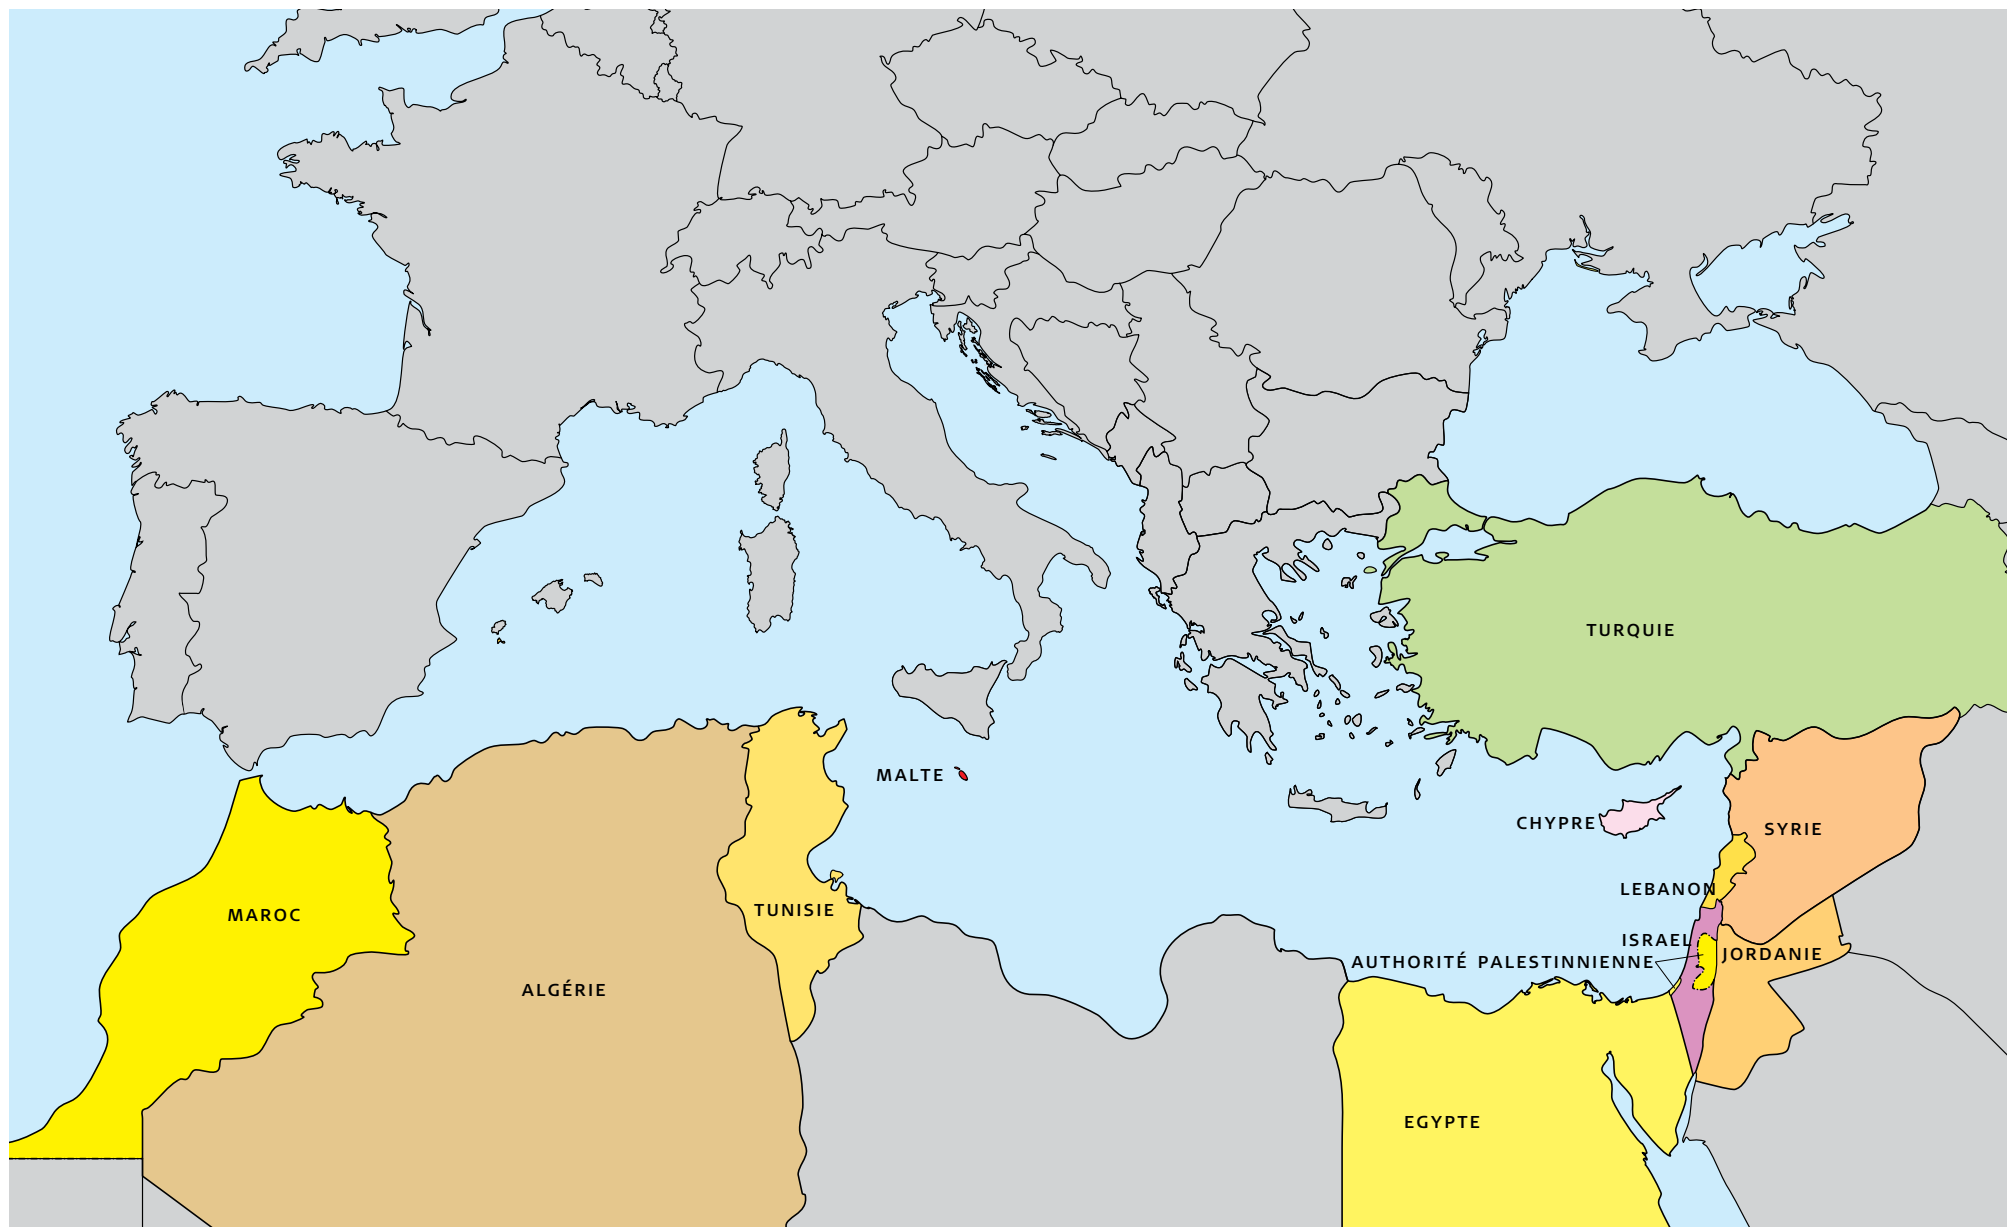 TURQUIE
MALTE
CHYPRE
SYRIE
LEBANON
TUNISIE
MAROC
ISRAEL
JORDANIE
AUTHORITÉ PALESTINNIENNE
ALGÉRIE
EGYPTE